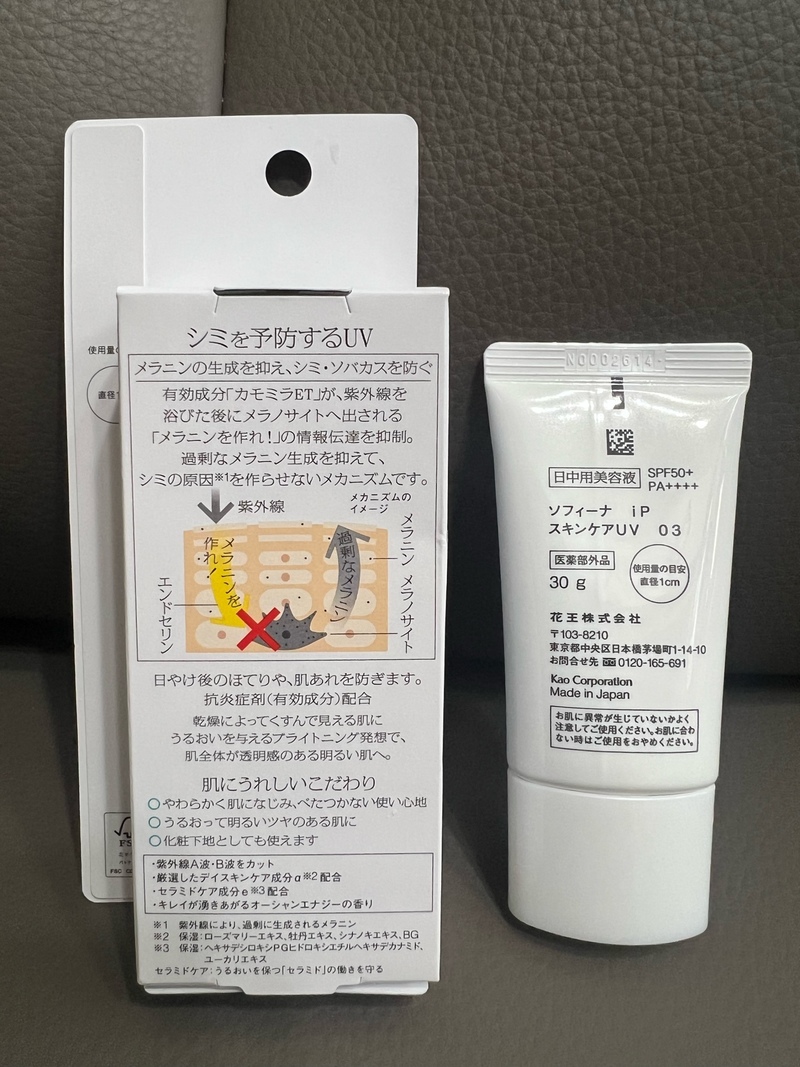 使用量の
直径1
シミを予防するUV
メラニンの生成を抑え、シミ・ソバカスを防ぐ
有効成分「カモミラET」が、紫外線を
浴びた後にメラノサイトへ出される
「メラニンを作れ!」の情報伝達を抑制。
過剰なメラニン生成を抑えて、
シミの原因※1を作らせないメカニズムです。
紫外線
メカニズムの
イメージ
メラニンを
作れ!
過剰なメラニン
メラニン
メラノサイト
エンドセリン
日やけ後のほてりや、肌あれを防ぎます。
抗炎症剤(有効成分)配合
乾燥によってくすんで見える肌に
うるおいを与えるブライトニング発想で、
肌全体が透明感のある明るい肌へ。
肌にうれしいこだわり
○やわらかく肌になじみ、べたつかない使い心地
○うるおって明るいツヤのある肌に
○化粧下地としても使えます
・紫外線A波・B波をカット
・厳選したデイスキンケア成分α※2配合
・セラミドケア成分e※3配合
・キレイが湧きあがるオーシャンエナジーの香り
※1 紫外線により、過剰に生成されるメラニン
※2 保湿:ローズマリーエキス、牡丹エキス、シナノキエキス、BG
※3 保湿:ヘキサデシロキシPGヒドロキシエチルヘキサデカナミド、
ユーカリエキス
セラミドケア:うるおいを保つ「セラミド」の働きを守る
FSC
N0002614
日中用美容液 SPF50+
PA++++
ソフィーナ iP
スキンケアUV 03
医薬部外品
30 g
使用量の目安
直径1cm
花王株式会社
〒103-8210
東京都中央区日本橋茅場町1-14-10
お問合せ先 0120-165-691
Kao Corporation
Made in Japan
お肌に異常が生じていないかよく
注意してご使用ください。お肌に合わ
ない時はご使用をおやめください。